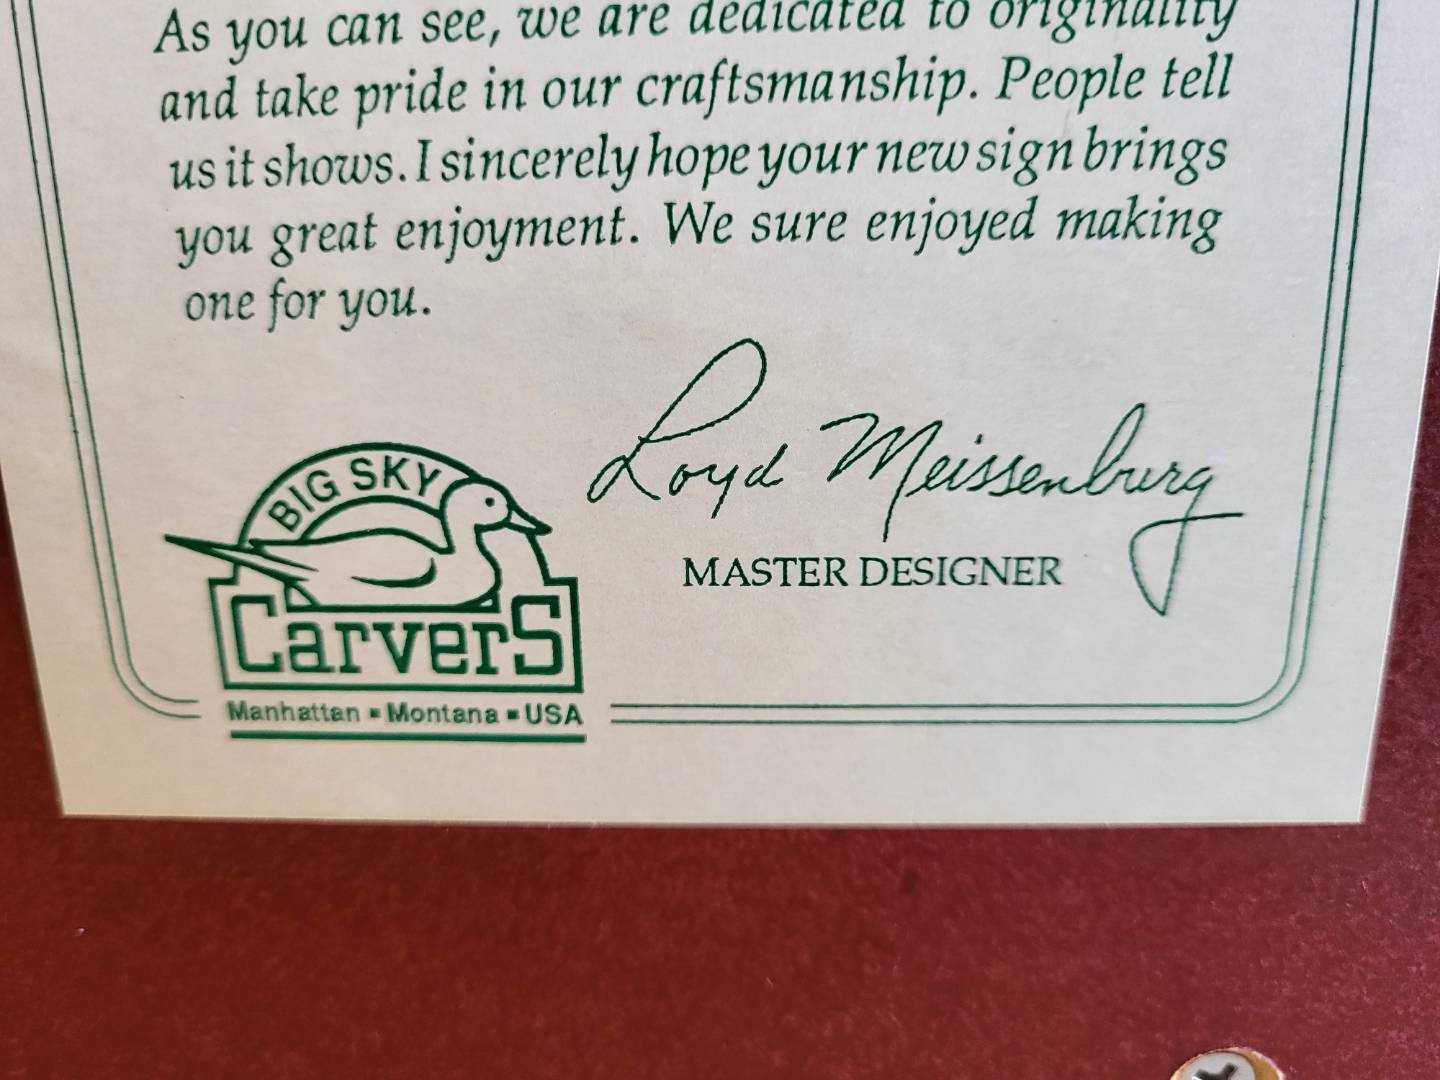 As you can see, we are dedicated to originality
and take pride in our craftsmanship. People tell
us it shows. I sincerely hope your new sign brings
you great enjoyment. We sure enjoyed making
one for you.
Loyd Meissenburg
MASTER DESIGNER
BIG SKY
CarverS
Manhattan ▪ Montana ▪ USA